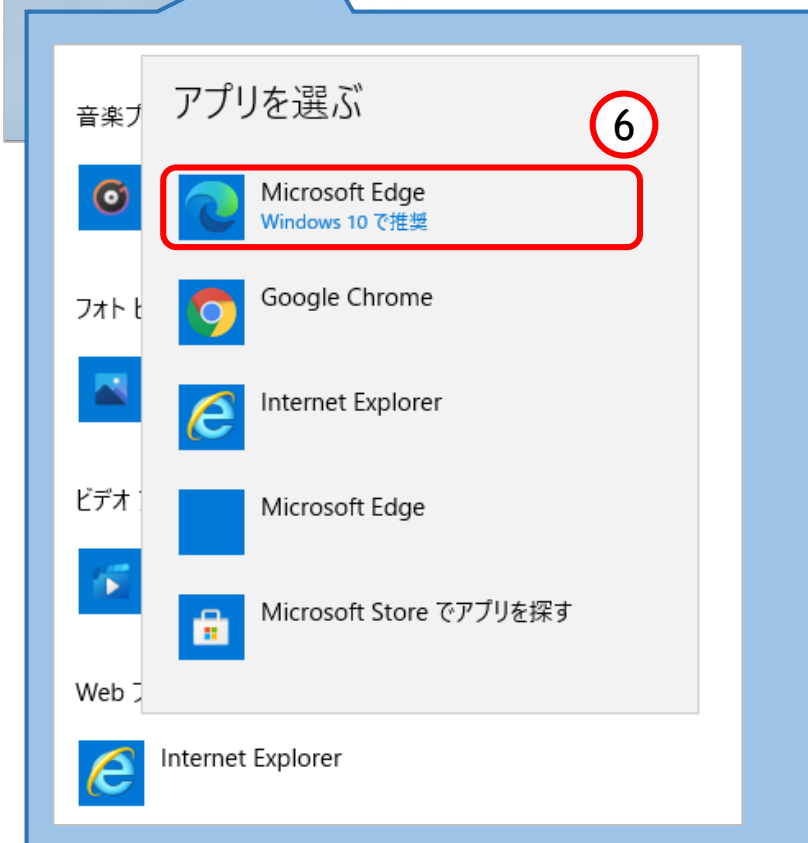 アプリを選ぶ
6
音楽プ
Microsoft Edge
Windows 10 で推奨
フォト ビ
Google Chrome
Internet Explorer
ビデオ
Microsoft Edge
Microsoft Store でアプリを探す
Web ブ
Internet Explorer